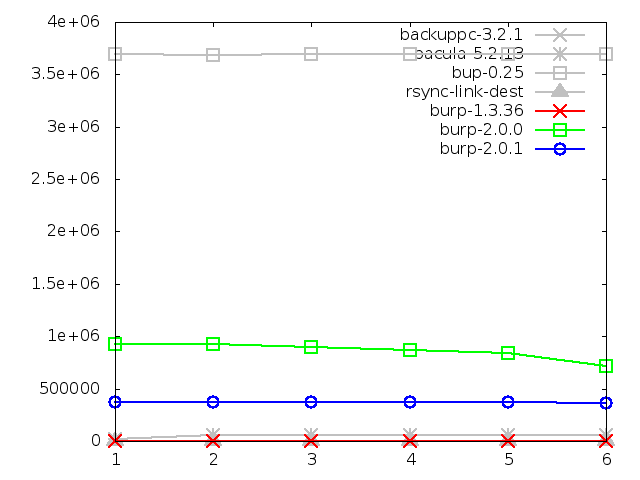 4e+06
3.5e+06
3e+06
2.5e+06
2e+06
1.5e+06
1e+06
500000
0
1 2 3 4 5 6
backuppc-3.2.1
bacula-5.2.13
bup-0.25
rsync-link-dest
burp-1.3.36
burp-2.0.0
burp-2.0.1